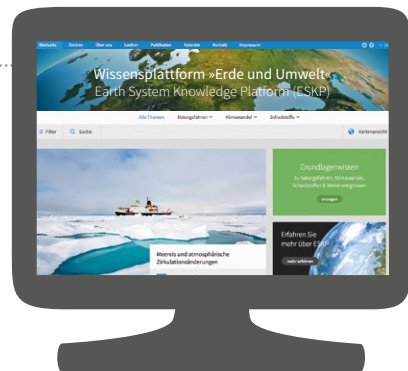 Startseite Zentren Über uns Lexikon Publikation Kalender Kontakt Impressum
Wissensplattform »Erde und Umwelt«
Earth System Knowledge Platform (ESKP)
Alle Themen Naturgefahren Klimawandel Schadstoffe
Filter Suche Kartenansicht
Grundlagenwissen
zu Naturgefahren, Klimawandel,
Schadstoffen & Wetterereignissen
anzeigen
Meereis und atmosphärische
Zirkulationsänderungen
Erfahren Sie
mehr über ESKP
mehr erfahren